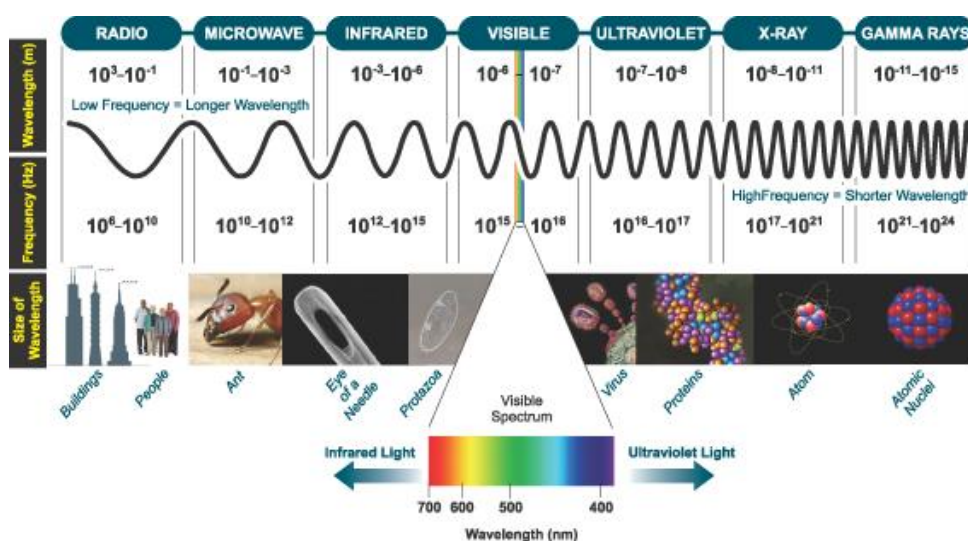 RADIO MICROWAVE INFRARED VISIBLE ULTRAVIOLET X-RAY GAMMA RAYS
Wavelength (m)
10³–10⁻¹ 10⁻¹–10⁻³ 10⁻³–10⁻⁶ 10⁻⁶ – 10⁻⁷ 10⁻⁷–10⁻⁸ 10⁻⁸–10⁻¹¹ 10⁻¹¹–10⁻¹⁵
Low Frequency = Longer Wavelength
HighFrequency = Shorter Wavelength
Frequency (Hz)
10⁶–10¹⁰ 10¹⁰–10¹² 10¹²–10¹⁵ 10¹⁵ – 10¹⁶ 10¹⁶–10¹⁷ 10¹⁷–10²¹ 10²¹–10²⁴
Size of
Wavelength
Buildings
People
Ant
Eye
of a
Needle
Protazoa
Virus
Proteins
Atom
Atomic
Nuclei
Visible
Spectrum
Infrared Light
Ultraviolet Light
700 600 500 400
Wavelength (nm)